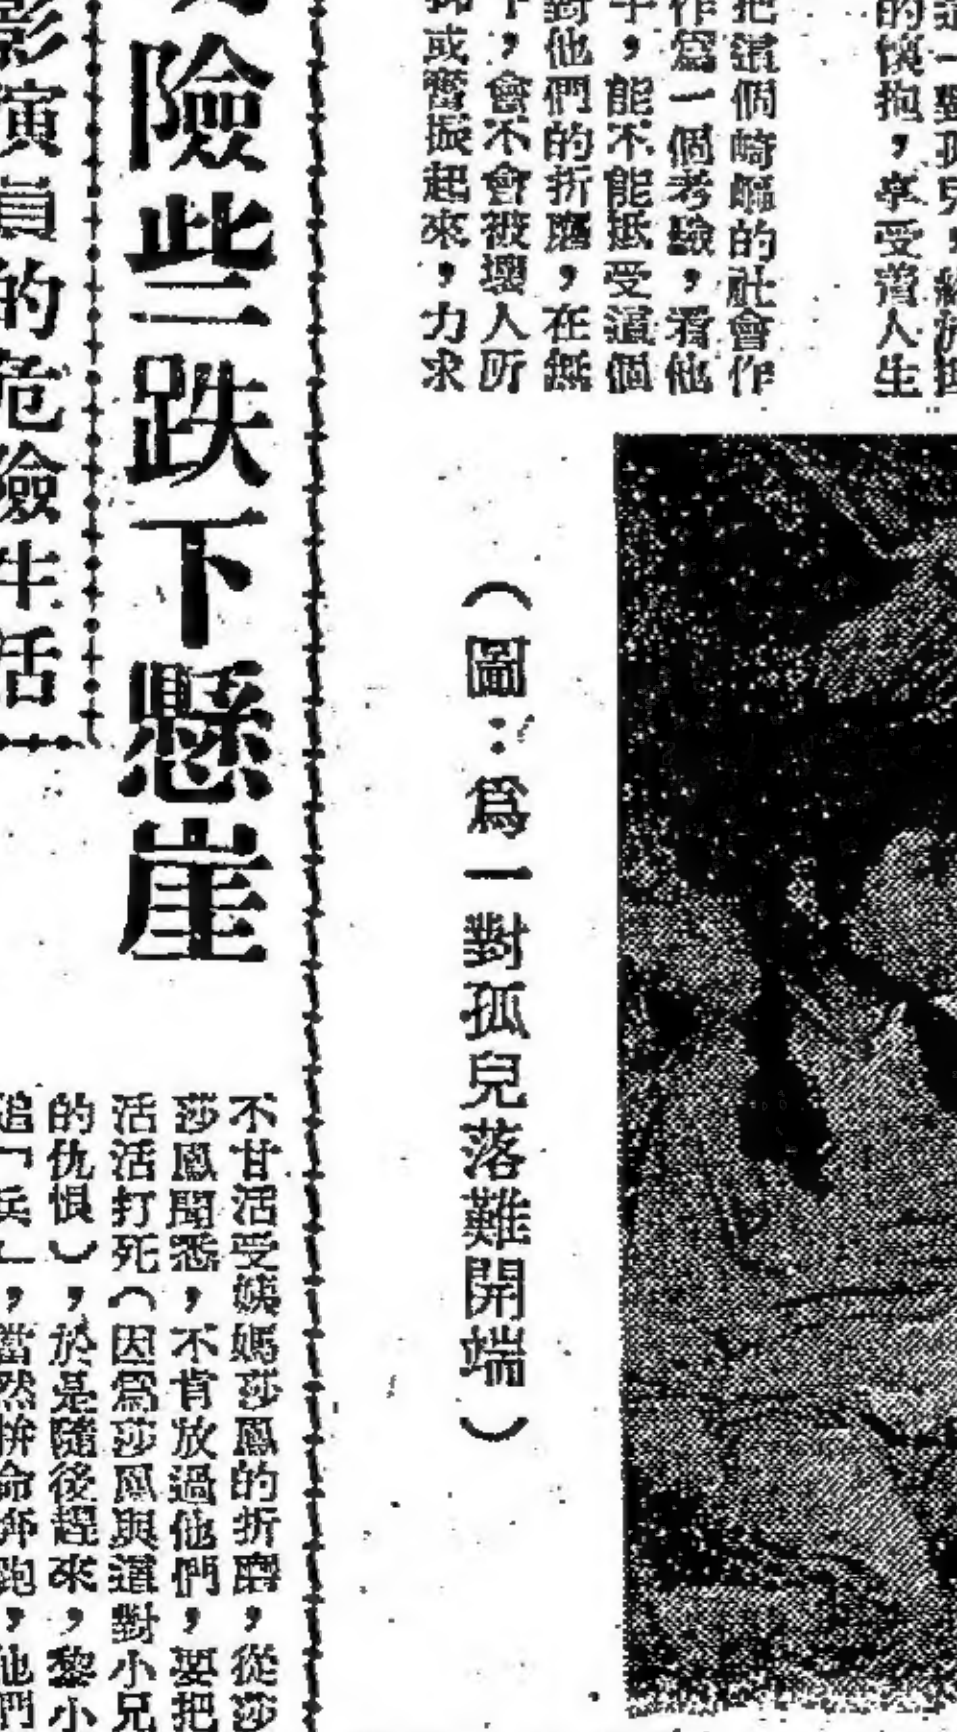 的懷抱，享受着人生
把這個崎嶇的社會作
作爲一個考驗，看他
，能不能抵受這個
對他們的折磨，在無
，會不會被壞人所
或奮振起來，力求
（圖：爲一對孤兒落難開端）
險些跌下懸崖
影演員的危險生活
不甘活受姨媽莎鳳的折磨，從莎
莎鳳聞悉，不肯放過他們，要把
活活打死（因爲莎鳳與這對小兄
的仇恨），於是隨後趕來，黎小
追「兵」，當然拚命奔跑，他們